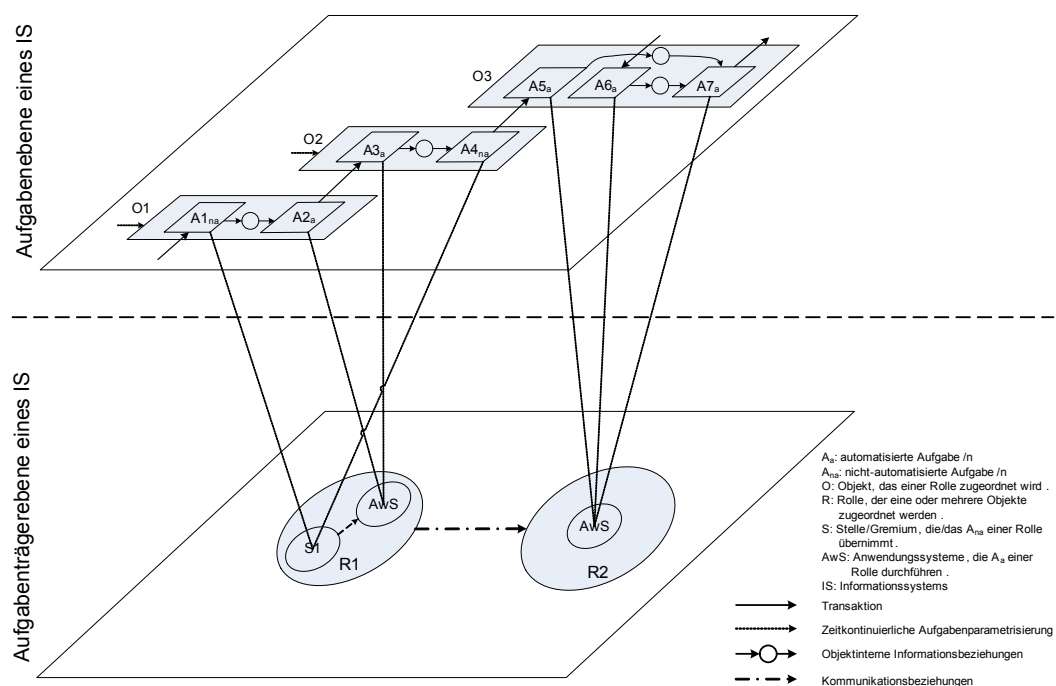 Aufgabenebene eines IS
O3
A5a
A6a
A7a
O2
A3a
A4na
O1
A1na
A2a
Aufgabenträgerebene eines IS
AwS
S1
R1
AwS
R2
Aa: automatisierte Aufgabe /n
Ana: nicht-automatisierte Aufgabe /n
O: Objekt, das einer Rolle zugeordnet wird .
R: Rolle, der eine oder mehrere Objekte
zugeordnet werden .
S: Stelle/Gremium, die/das Ana einer Rolle
übernimmt .
AwS: Anwendungssysteme , die Aa einer
Rolle durchführen .
IS: Informationssystems
Transaktion
Zeitkontinuierliche Aufgabenparametrisierung
Objektinterne Informationsbeziehungen
Kommunikationsbeziehungen